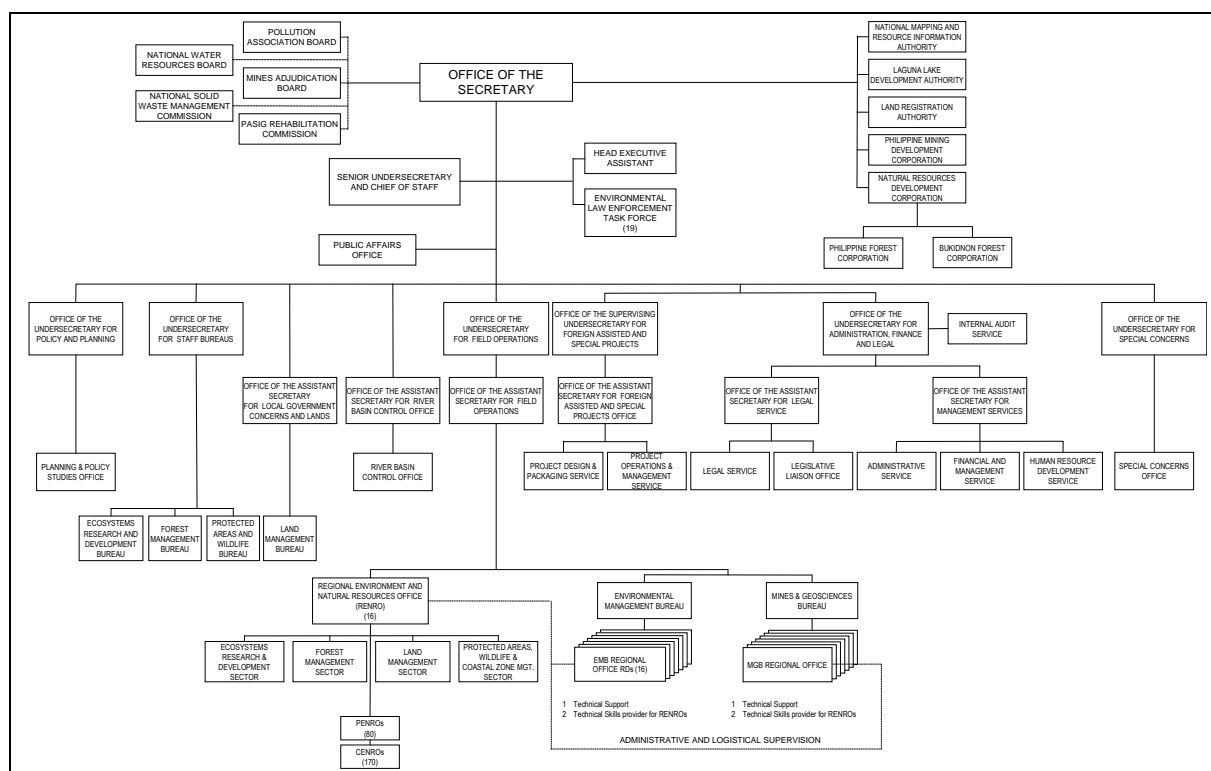 POLLUTION
ASSOCIATION BOARD
NATIONAL WATER
RESOURCES BOARD
MINES ADJUDICATION
BOARD
NATIONAL SOLID
WASTE MANAGEMENT
COMMISSION
PASIG REHABILITATION
COMMISSION
OFFICE OF THE
SECRETARY
NATIONAL MAPPING AND
RESOURCE INFORMATION
AUTHORITY
LAGUNA LAKE
DEVELOPMENT AUTHORITY
LAND REGISTRATION
AUTHORITY
PHILIPPINE MINING
DEVELOPMENT
CORPORATION
NATURAL RESOURCES
DEVELOPMENT
CORPORATION
PHILIPPINE FOREST
CORPORATION
BUKIDNON FOREST
CORPORATION
SENIOR UNDERSECRETARY
AND CHIEF OF STAFF
HEAD EXECUTIVE
ASSISTANT
ENVIRONMENTAL
LAW ENFORCEMENT
TASK FORCE
(19)
PUBLIC AFFAIRS
OFFICE
OFFICE OF THE
UNDERSECRETARY FOR
POLICY AND PLANNING
OFFICE OF THE
UNDERSECRETARY
FOR STAFF BUREAUS
OFFICE OF THE
UNDERSECRETARY
FOR FIELD OPERATIONS
OFFICE OF THE SUPERVISING
UNDERSECRETARY FOR
FOREIGN ASSISTED AND
SPECIAL PROJECTS
OFFICE OF THE
UNDERSECRETARY FOR
ADMINISTRATION, FINANCE
AND LEGAL
INTERNAL AUDIT
SERVICE
OFFICE OF THE
UNDERSECRETARY FOR
SPECIAL CONCERNS
OFFICE OF THE ASSISTANT
SECRETARY
FOR LOCAL GOVERNMENT
CONCERNS AND LANDS
OFFICE OF THE ASSISTANT
SECRETARY FOR RIVER
BASIN CONTROL OFFICE
OFFICE OF THE ASSISTANT
SECRETARY FOR FIELD
OPERATIONS
OFFICE OF THE ASSISTANT
SECRETARY FOR FOREIGN
ASSISTED AND SPECIAL
PROJECTS OFFICE
OFFICE OF THE ASSISTANT
SECRETARY FOR LEGAL
SERVICE
OFFICE OF THE ASSISTANT
SECRETARY FOR
MANAGEMENT SERVICES
PLANNING & POLICY
STUDIES OFFICE
RIVER BASIN
CONTROL OFFICE
PROJECT DESIGN &
PACKAGING SERVICE
PROJECT
OPERATIONS &
MANAGEMENT
SERVICE
LEGAL SERVICE
LEGISLATIVE
LIAISON OFFICE
ADMINISTRATIVE
SERVICE
FINANCIAL AND
MANAGEMENT
SERVICE
HUMAN RESOURCE
DEVELOPMENT
SERVICE
SPECIAL CONCERNS
OFFICE
ECOSYSTEMS
RESEARCH AND
DEVELOPMENT
BUREAU
FOREST
MANAGEMENT
BUREAU
PROTECTED
AREAS AND
WILDLIFE BUREAU
LAND
MANAGEMENT
BUREAU
REGIONAL ENVIRONMENT AND
NATURAL RESOURCES OFFICE
(RENRO)
(16)
ENVIRONMENTAL
MANAGEMENT BUREAU
MINES & GEOSCIENCES
BUREAU
ECOSYSTEMS
RESEARCH &
DEVELOPMENT
SECTOR
FOREST
MANAGEMENT
SECTOR
LAND
MANAGEMENT
SECTOR
PROTECTED AREAS,
WILDLIFE &
COASTAL ZONE MGT.
SECTOR
EMB REGIONAL
OFFICE RDs (16)
MGB REGIONAL OFFICE
1 Technical Support
2 Technical Skills provider for RENROs
1 Technical Support
2 Technical Skills provider for RENROs
PENROs
(80)
CENROs
(170)
ADMINISTRATIVE AND LOGISTICAL SUPERVISION